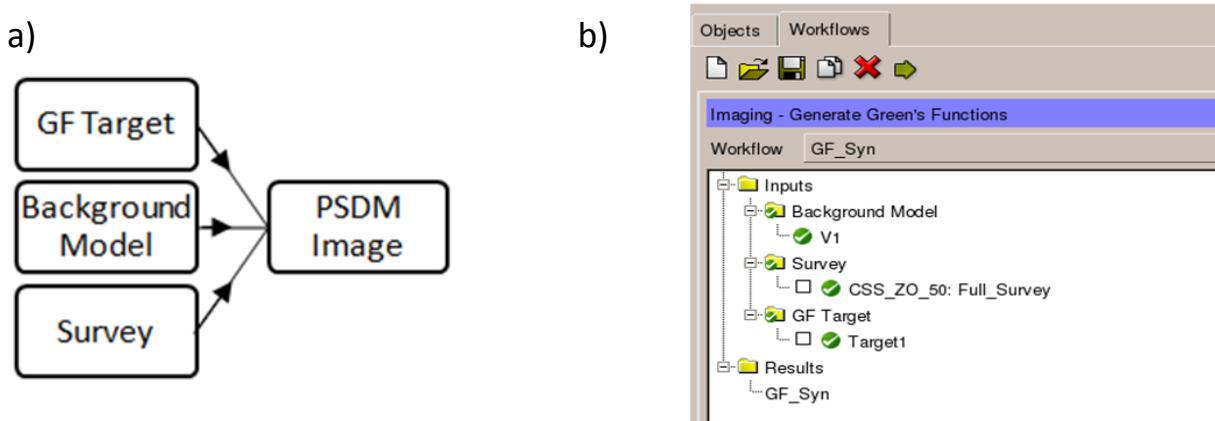 a)
GF Target
Background
Model
Survey
PSDM
Image
b)
Objects
Workflows
Imaging - Generate Green's Functions
Workflow GF_Syn
Inputs
Background Model
V1
Survey
CSS_ZO_50: Full_Survey
GF Target
Target1
Results
GF_Syn